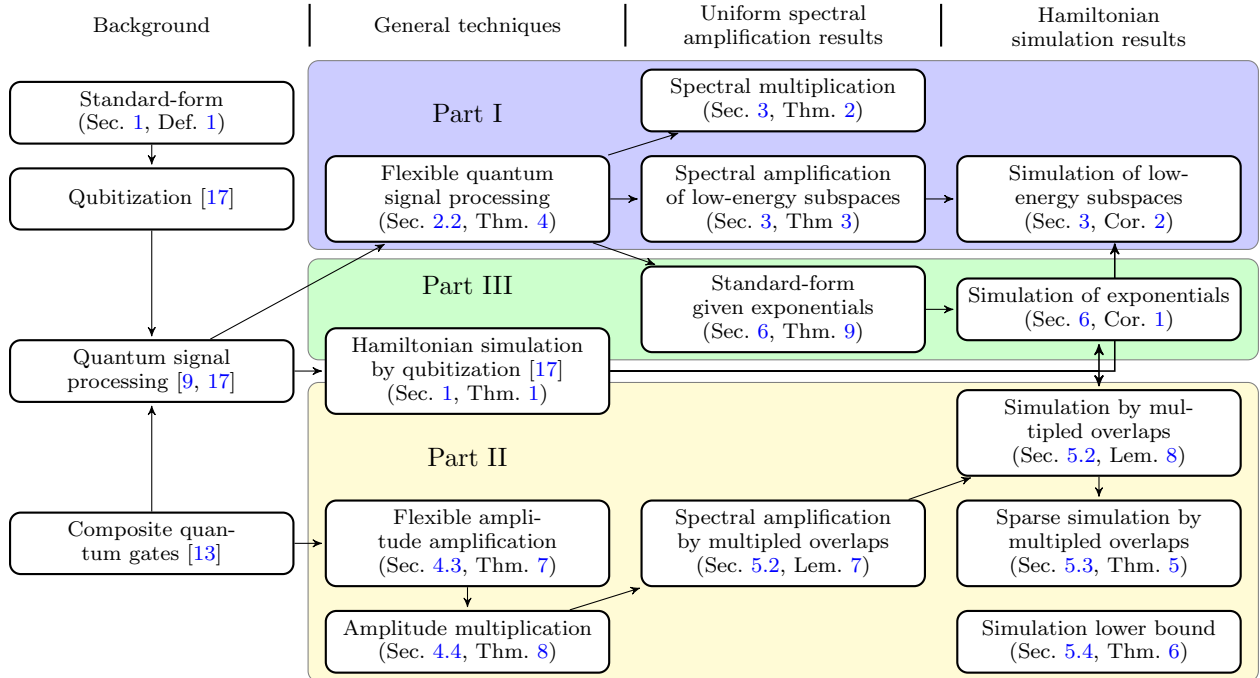 Background
General techniques
Uniform spectral
amplification results
Hamiltonian
simulation results
Standard-form
(Sec. 1, Def. 1)
Qubitization [17]
Quantum signal
processing [9, 17]
Composite quan-
tum gates [13]
Part I
Spectral multiplication
(Sec. 3, Thm. 2)
Flexible quantum
signal processing
(Sec. 2.2, Thm. 4)
Spectral amplification
of low-energy subspaces
(Sec. 3, Thm 3)
Simulation of low-
energy subspaces
(Sec. 3, Cor. 2)
Part III
Standard-form
given exponentials
(Sec. 6, Thm. 9)
Simulation of exponentials
(Sec. 6, Cor. 1)
Hamiltonian simulation
by qubitization [17]
(Sec. 1, Thm. 1)
Part II
Simulation by mul-
tipled overlaps
(Sec. 5.2, Lem. 8)
Flexible ampli-
tude amplification
(Sec. 4.3, Thm. 7)
Spectral amplification
by multipled overlaps
(Sec. 5.2, Lem. 7)
Sparse simulation by
multipled overlaps
(Sec. 5.3, Thm. 5)
Amplitude multiplication
(Sec. 4.4, Thm. 8)
Simulation lower bound
(Sec. 5.4, Thm. 6)